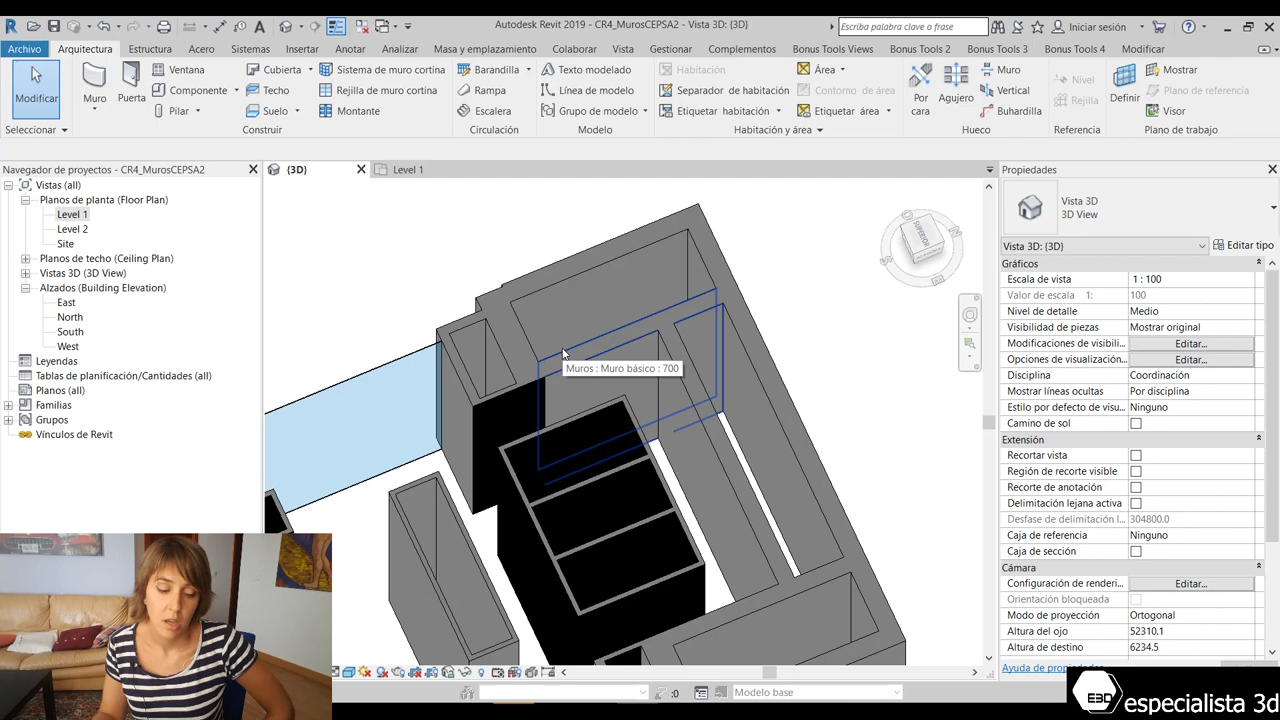 Autodesk Revit 2019 - CR4_MurosCEPSA2 - Vista 3D: {3D}
Escriba palabra clave o frase
Iniciar sesión
Archivo Arquitectura Estructura Acero Sistemas Insertar Anotar Analizar Masa y emplazamiento Colaborar Vista Gestionar Complementos Bonus Tools Views Bonus Tools 2 Bonus Tools 3 Bonus Tools 4 Modificar
Modificar
Muro
Puerta
Ventana
Componente
Pilar
Cubierta
Techo
Suelo
Sistema de muro cortina
Rejilla de muro cortina
Montante
Barandilla
Rampa
Escalera
Texto modelado
Línea de modelo
Grupo de modelo
Habitación
Separador de habitación
Etiquetar habitación
Área
Contorno de área
Etiquetar área
Por cara
Agujero
Muro
Vertical
Buhardilla
Nivel
Rejilla
Definir
Mostrar
Plano de referencia
Visor
Seleccionar Construir Circulación Modelo Habitación y área Hueco Referencia Plano de trabajo
Navegador de proyectos - CR4_MurosCEPSA2
{3D}
Level 1
Propiedades
Vistas (all)
Planos de planta (Floor Plan)
Level 1
Level 2
Site
Planos de techo (Ceiling Plan)
Vistas 3D (3D View)
Alzados (Building Elevation)
East
North
South
West
Leyendas
Tablas de planificación/Cantidades (all)
Planos (all)
Familias
Grupos
Vínculos de Revit
SUPERIOR
Muros : Muro básico : 700
Vista 3D
3D View
Vista 3D: {3D} Editar tipo
Gráficos
Escala de vista 1 : 100
Valor de escala 1: 100
Nivel de detalle Medio
Visibilidad de piezas Mostrar original
Modificaciones de visibili... Editar...
Opciones de visualización... Editar...
Disciplina Coordinación
Mostrar líneas ocultas Por disciplina
Estilo por defecto de visu... Ninguno
Camino de sol
Extensión
Recortar vista
Región de recorte visible
Recorte de anotación
Delimitación lejana activa
Desfase de delimitación l... 304800.0
Caja de referencia Ninguno
Caja de sección
Cámara
Configuración de renderi... Editar...
Orientación bloqueada
Modo de proyección Ortogonal
Altura del ojo 52310.1
Altura de destino 6234.5
:0
Modelo base
E3D
especialista 3d